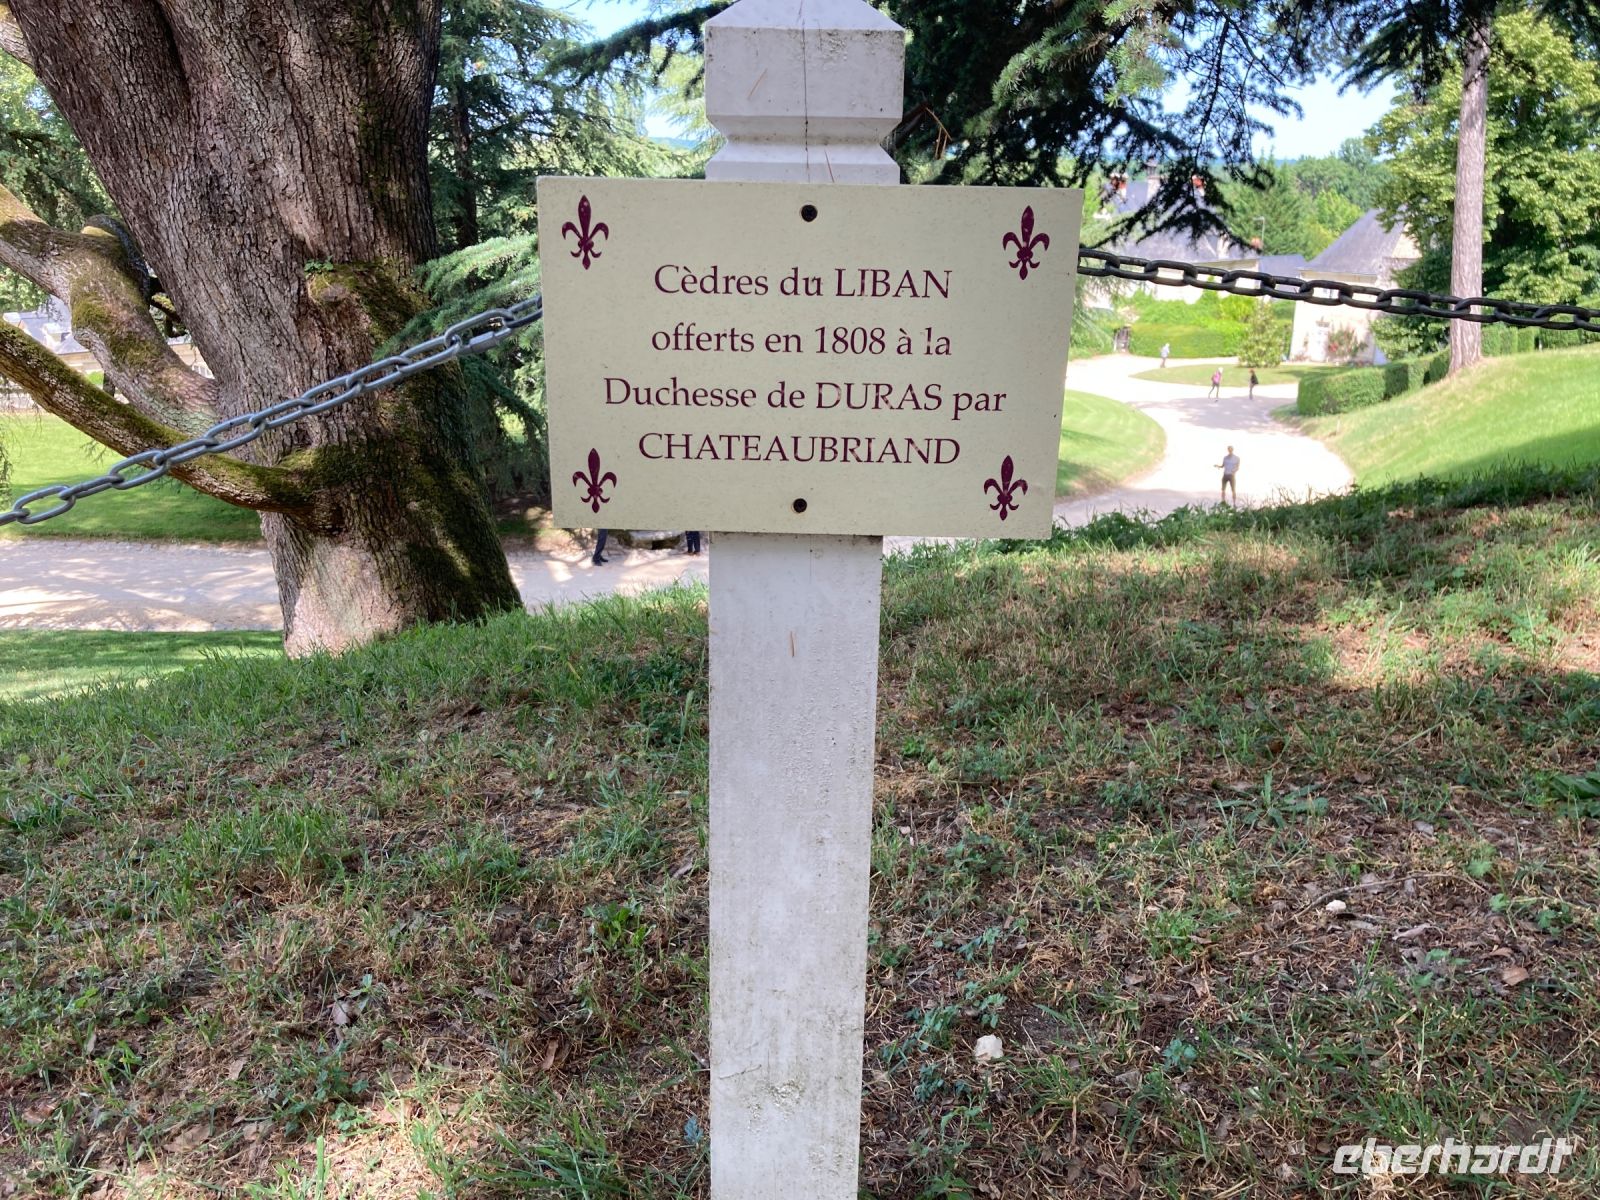 Cèdres du LIBAN
offerts en 1808 à la
Duchesse de DURAS par
CHATEAUBRIAND
eberhardt